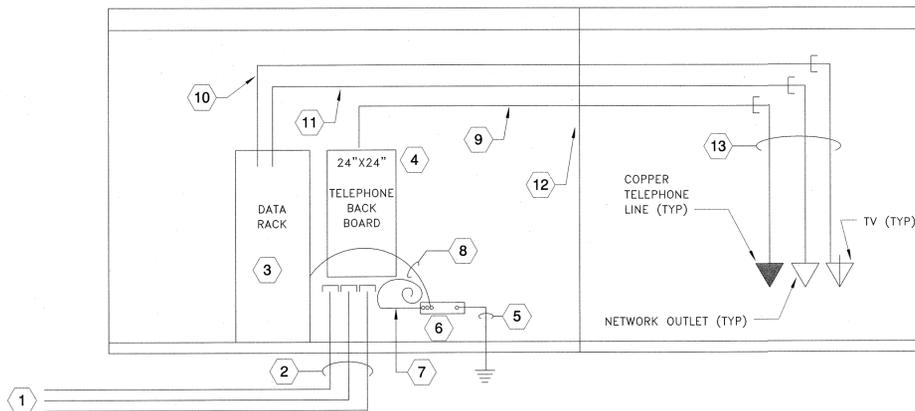 10
11
9
13
24"X24"
4
12
TELEPHONE
BACK
BOARD
DATA
RACK
3
COPPER
TELEPHONE
LINE (TYP)
TV (TYP)
8
5
6
NETWORK OUTLET (TYP)
2
7
1